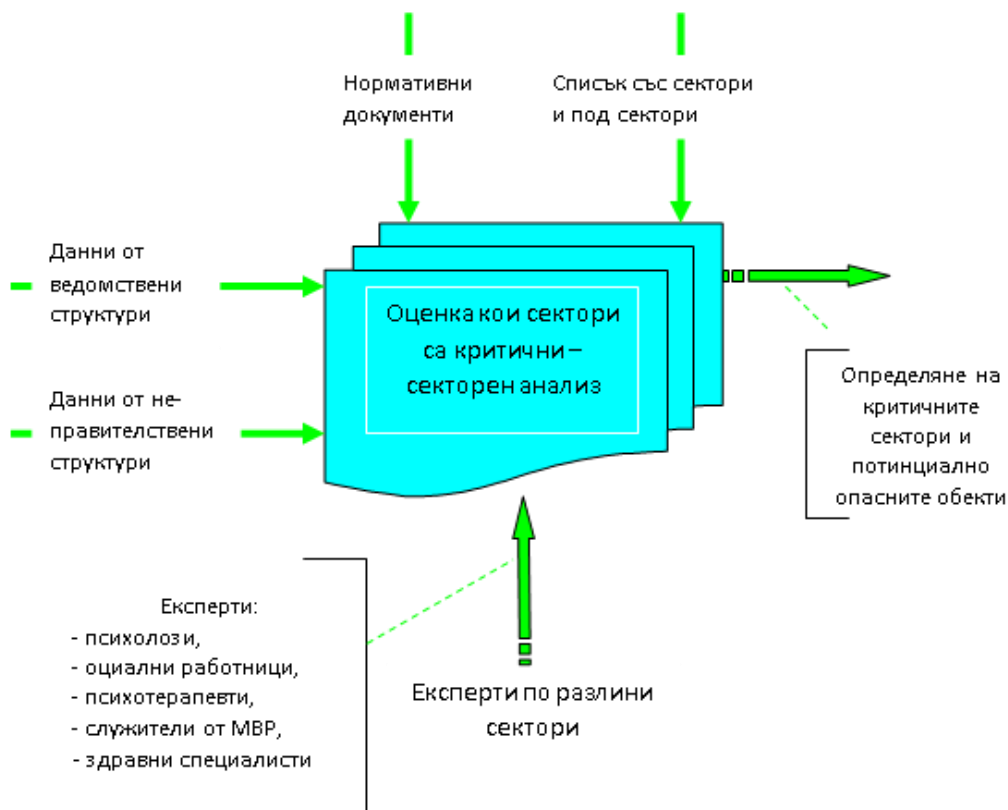 Нормативни
документи
Списък със сектори
и под сектори
Данни от
ведомствени
структури
Оценка кои сектори
са критични –
секторен анализ
Данни от не-
правителствени
структури
Определяне на
критичните
сектори и
потинциално
опасните обекти
Експерти:
- психолози,
- оциални работници,
- психотерапевти,
- служители от МВР,
- здравни специалисти
Експерти по разлини
сектори